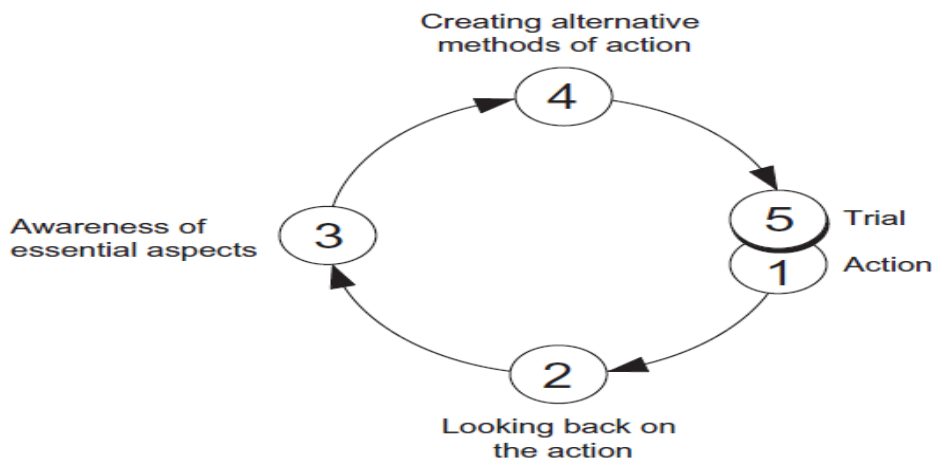 Creating alternative
methods of action
4
5
Trial
Awareness of
essential aspects
3
1
Action
2
Looking back on
the action